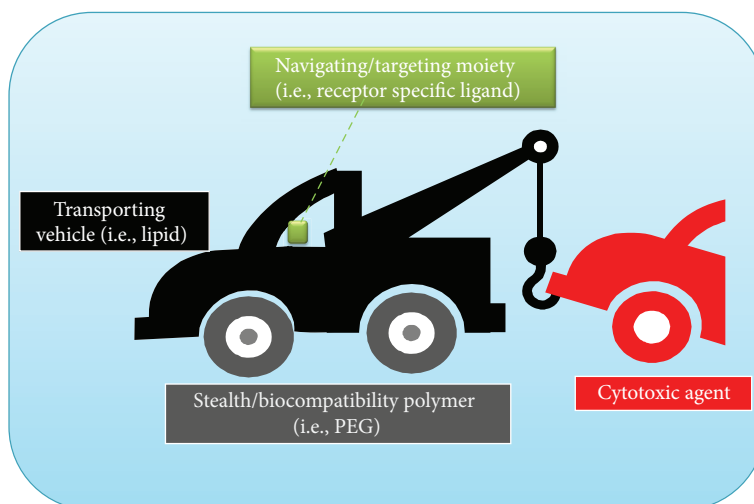 Navigating/targeting moiety
(i.e., receptor specific ligand)
Transporting
vehicle (i.e., lipid)
Stealth/biocompatibility polymer
(i.e., PEG)
Cytotoxic agent